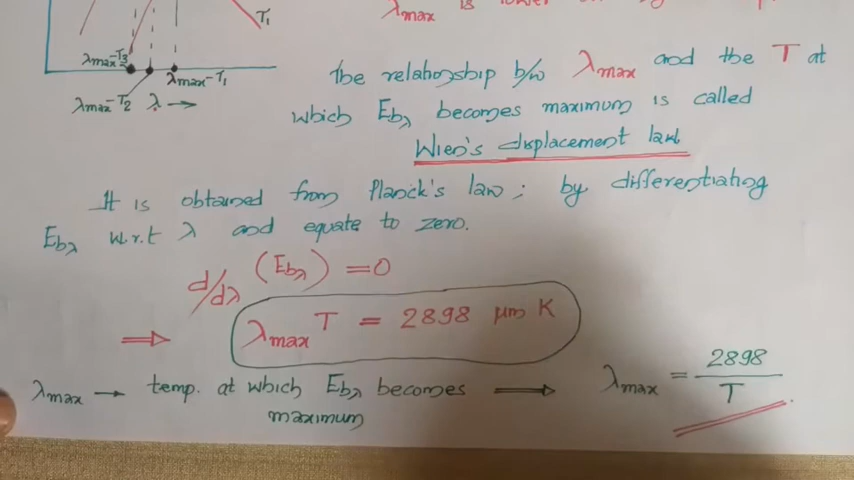 T₁
λmax is lower
λmax-T₃
λmax-T₁
λmax-T₂ λ →
The relationship b/w λmax and the T at
which Ebλ becomes maximum is called
Wien's displacement law
It is obtained from Planck's law; by differentiating
Ebλ w.r.t λ and equate to zero.
d/dλ (Ebλ) = 0
⇒ λmax T = 2898 μm K
λmax → temp. at which Ebλ becomes maximum ⇒ λmax = 2898 / T